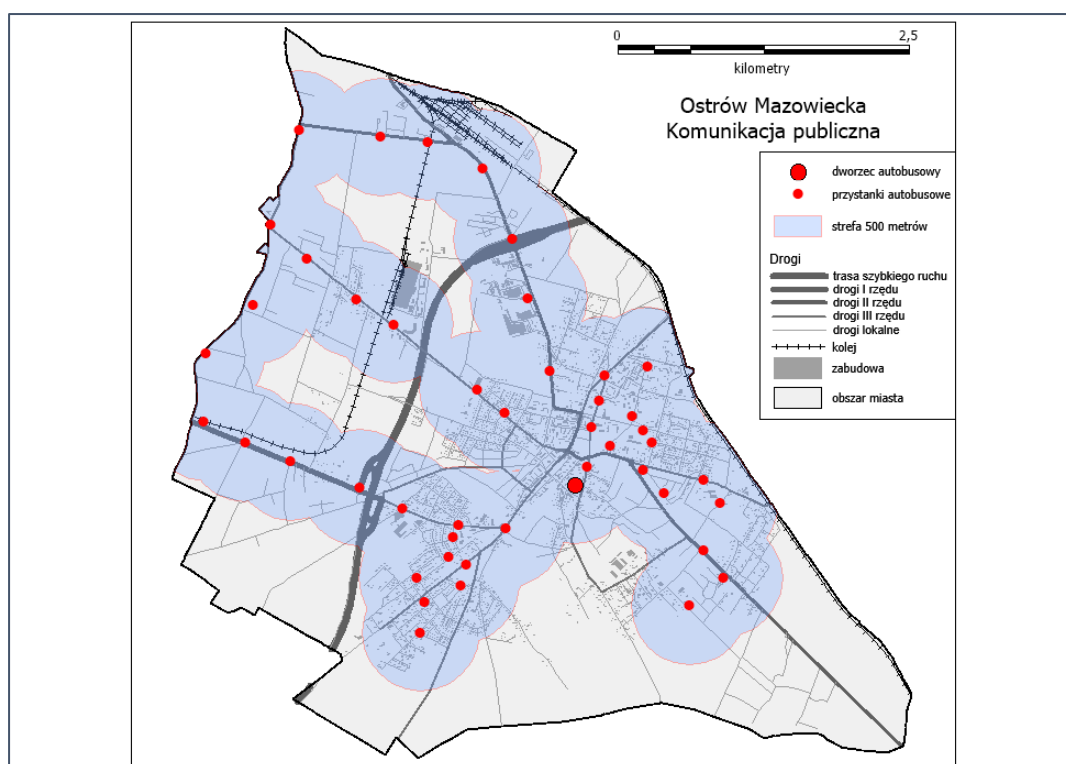 0 2,5
kilometry
Ostrów Mazowiecka
Komunikacja publiczna
dworzec autobusowy
przystanki autobusowe
strefa 500 metrów
Drogi
trasa szybkiego ruchu
drogi I rzędu
drogi II rzędu
drogi III rzędu
drogi lokalne
kolej
zabudowa
obszar miasta